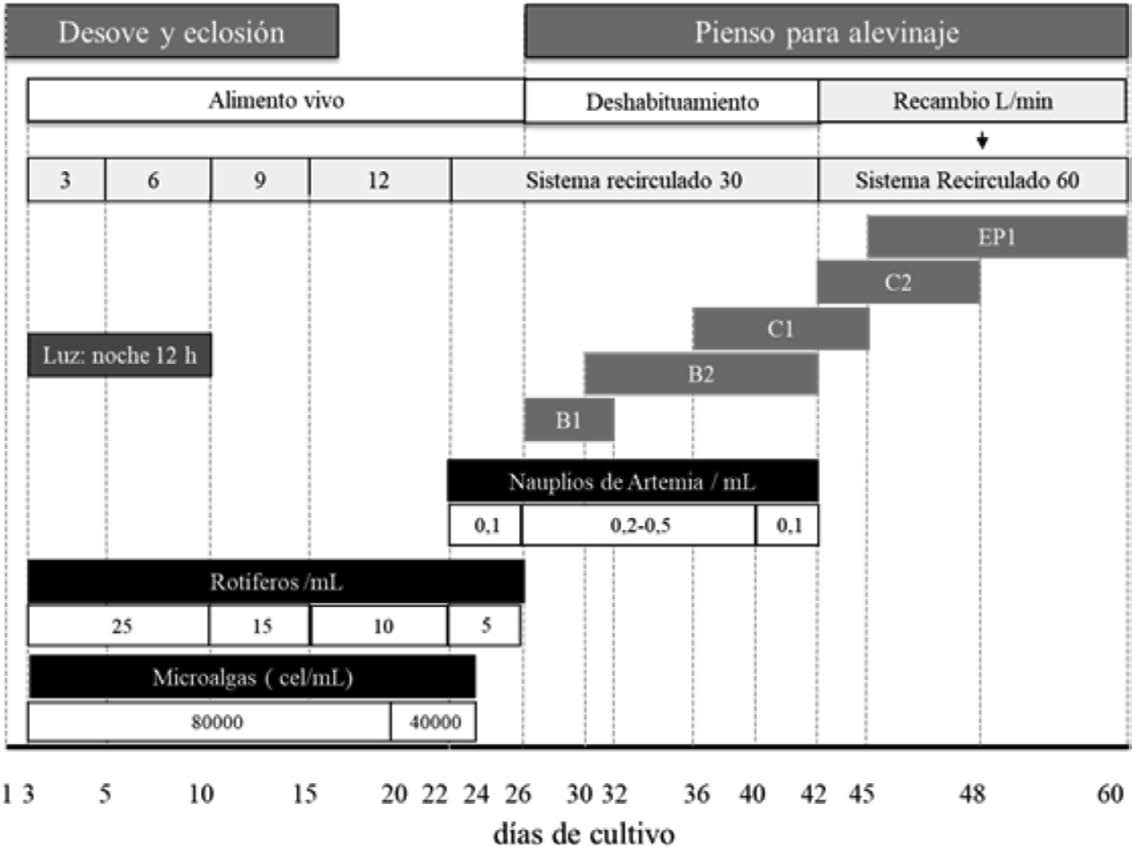 Desove y eclosión Pienso para alevinaje
Alimento vivo Deshabituamiento Recambio L/min
3 6 9 12 Sistema recirculado 30 Sistema Recirculado 60
EP1
C2
C1
Luz: noche 12 h
B2
B1
Nauplios de Artemia / mL
0,1 0,2-0,5 0,1
Rotíferos /mL
25 15 10 5
Microalgas ( cel/mL)
80000 40000
1 3 5 10 15 20 22 24 26 30 32 36 40 42 45 48 60
días de cultivo